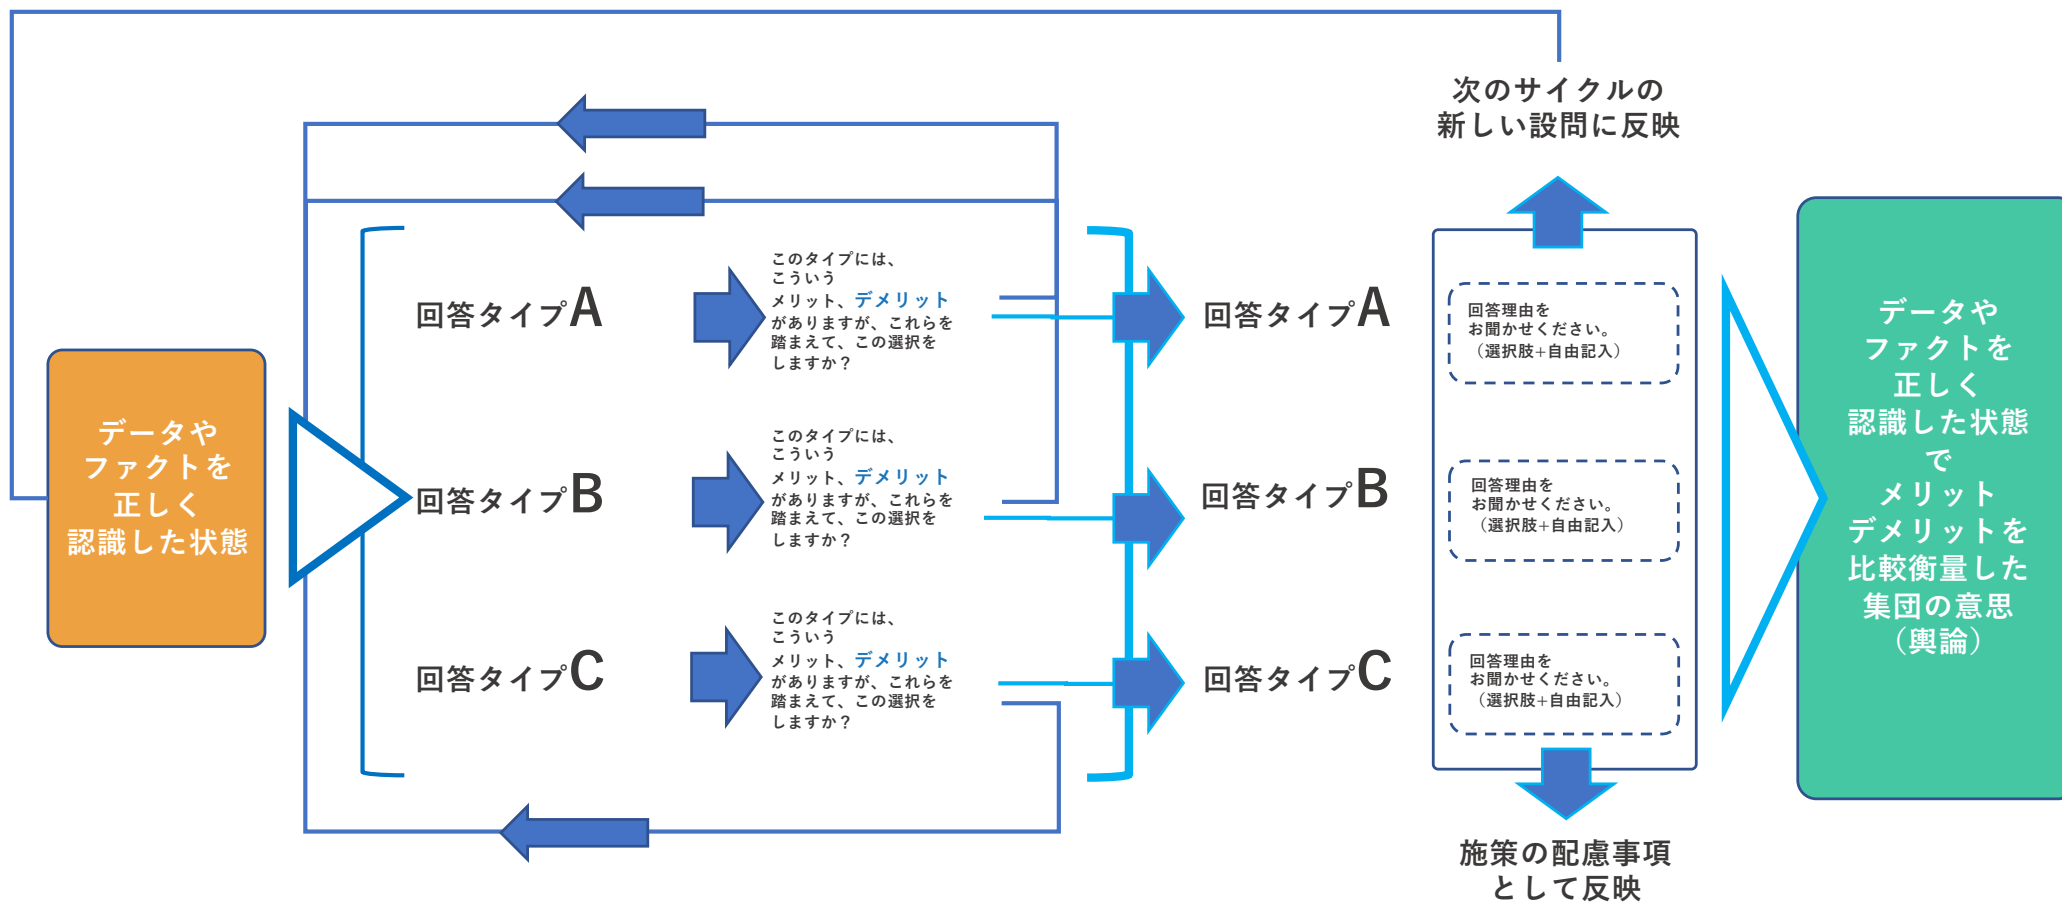 次のサイクルの
新しい設問に反映
データや
ファクトを
正しく
認識した状態
回答タイプA
このタイプには、
こういう
メリット、デメリット
がありますが、これらを
踏まえて、この選択を
しますか？
回答タイプA
回答理由を
お聞かせください。
（選択肢+自由記入）
回答タイプB
このタイプには、
こういう
メリット、デメリット
がありますが、これらを
踏まえて、この選択を
しますか？
回答タイプB
回答理由を
お聞かせください。
（選択肢+自由記入）
回答タイプC
このタイプには、
こういう
メリット、デメリット
がありますが、これらを
踏まえて、この選択を
しますか？
回答タイプC
回答理由を
お聞かせください。
（選択肢+自由記入）
施策の配慮事項
として反映
データや
ファクトを
正しく
認識した状態
で
メリット
デメリットを
比較衡量した
集団の意思
（輿論）